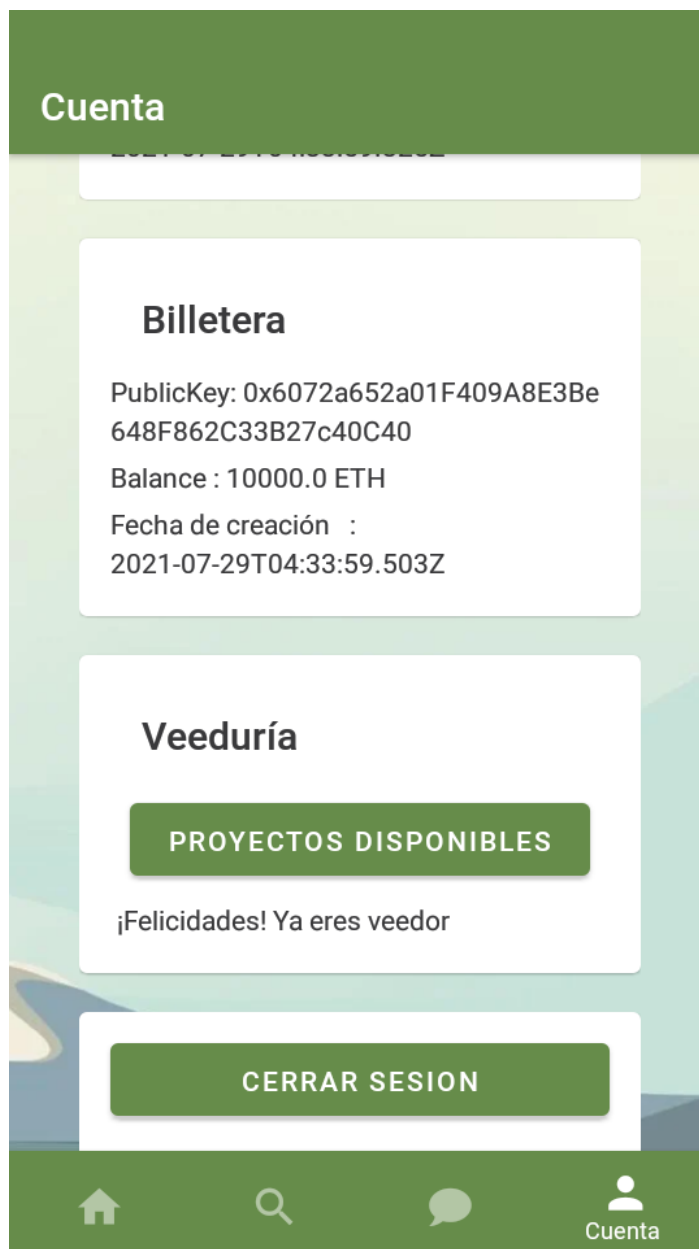 Cuenta
Billetera
PublicKey: 0x6072a652a01F409A8E3Be
648F862C33B27c40C40
Balance : 10000.0 ETH
Fecha de creación :
2021-07-29T04:33:59.503Z
Veeduría
PROYECTOS DISPONIBLES
¡Felicidades! Ya eres veedor
CERRAR SESION
Cuenta